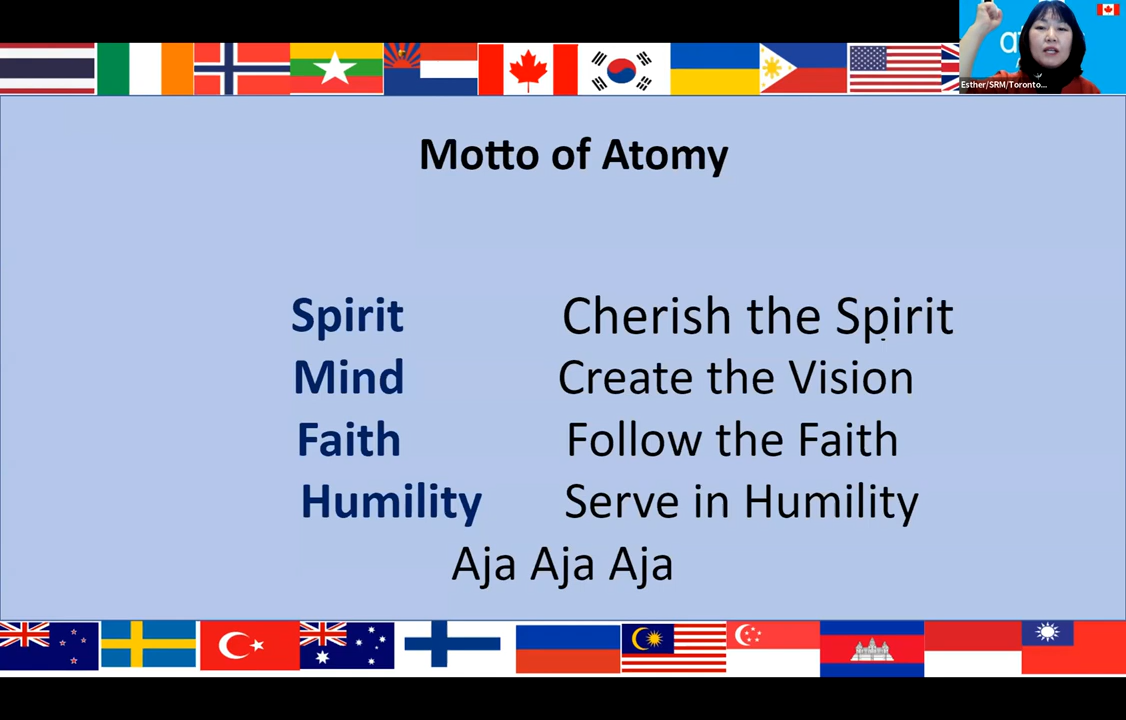 Esther/SRM/Toronto...
Motto of Atomy
Spirit Cherish the Spirit
Mind Create the Vision
Faith Follow the Faith
Humility Serve in Humility
Aja Aja Aja